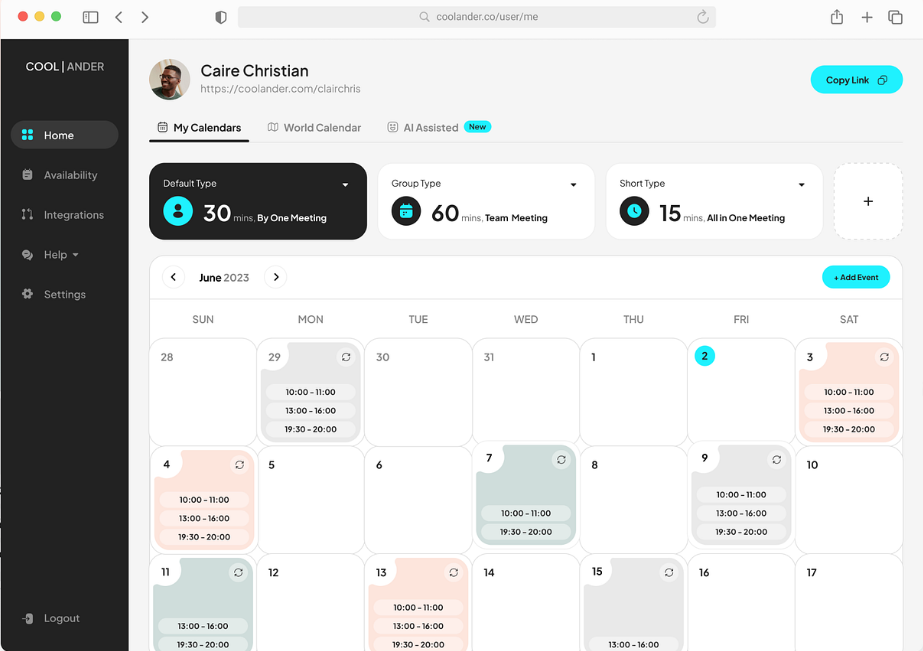 coolander.co/user/me
COOL | ANDER
Home
Availability
Integrations
Help
Settings
Logout
Caire Christian
https://coolander.com/clairchris
Copy Link
My Calendars
World Calendar
AI Assisted New
Default Type
30 mins, By One Meeting
Group Type
60 mins, Team Meeting
Short Type
15 mins, All in One Meeting
+
June 2023
+ Add Event
SUN MON TUE WED THU FRI SAT
28
29
10:00 - 11:00
13:00 - 16:00
19:30 - 20:00
30
31
1
2
3
10:00 - 11:00
13:00 - 16:00
19:30 - 20:00
4
10:00 - 11:00
13:00 - 16:00
19:30 - 20:00
5
6
7
10:00 - 11:00
19:30 - 20:00
8
9
10:00 - 11:00
13:00 - 16:00
19:30 - 20:00
10
11
13:00 - 16:00
19:30 - 20:00
12
13
10:00 - 11:00
13:00 - 16:00
19:30 - 20:00
14
15
13:00 - 16:00
16
17